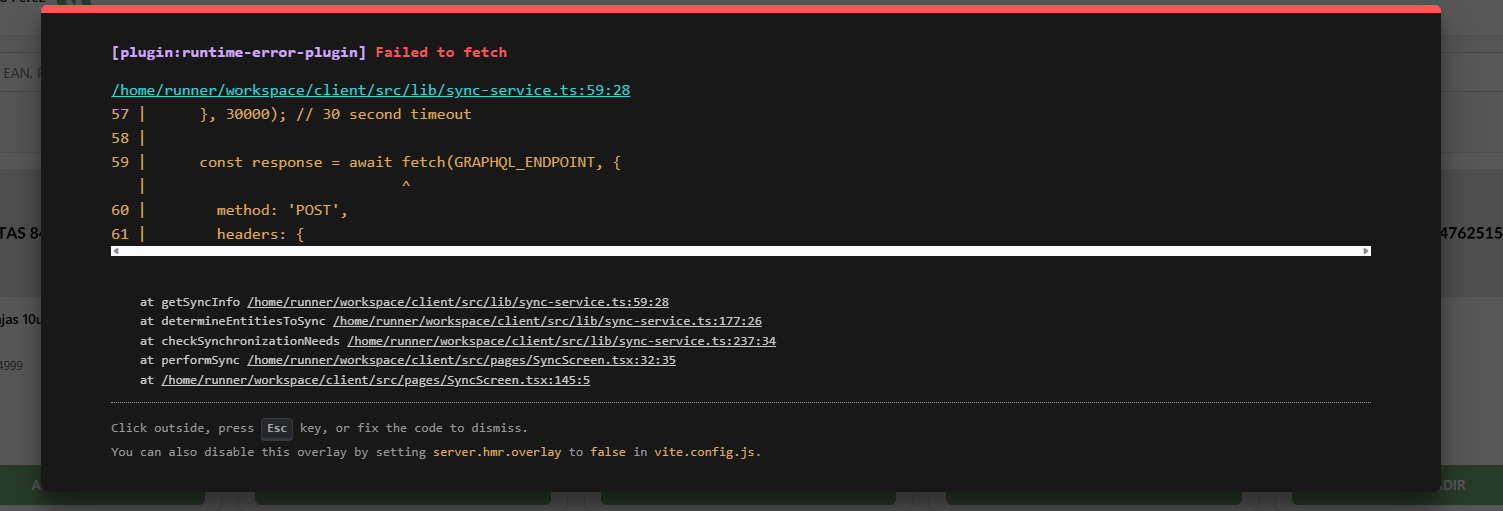 EAN,
[plugin:runtime-error-plugin] Failed to fetch
/home/runner/workspace/client/src/lib/sync-service.ts:59:28
57 |      }, 30000); // 30 second timeout
58 |
59 |      const response = await fetch(GRAPHQL_ENDPOINT, {
   |                             ^
60 |        method: 'POST',
61 |        headers: {
TAS 84
4762515
jas 10u
4999
at getSyncInfo /home/runner/workspace/client/src/lib/sync-service.ts:59:28
at determineEntitiesToSync /home/runner/workspace/client/src/lib/sync-service.ts:177:26
at checkSynchronizationNeeds /home/runner/workspace/client/src/lib/sync-service.ts:237:34
at performSync /home/runner/workspace/client/src/pages/SyncScreen.tsx:32:35
at /home/runner/workspace/client/src/pages/SyncScreen.tsx:145:5
Click outside, press Esc key, or fix the code to dismiss.
You can also disable this overlay by setting server.hmr.overlay to false in vite.config.js.
DIR